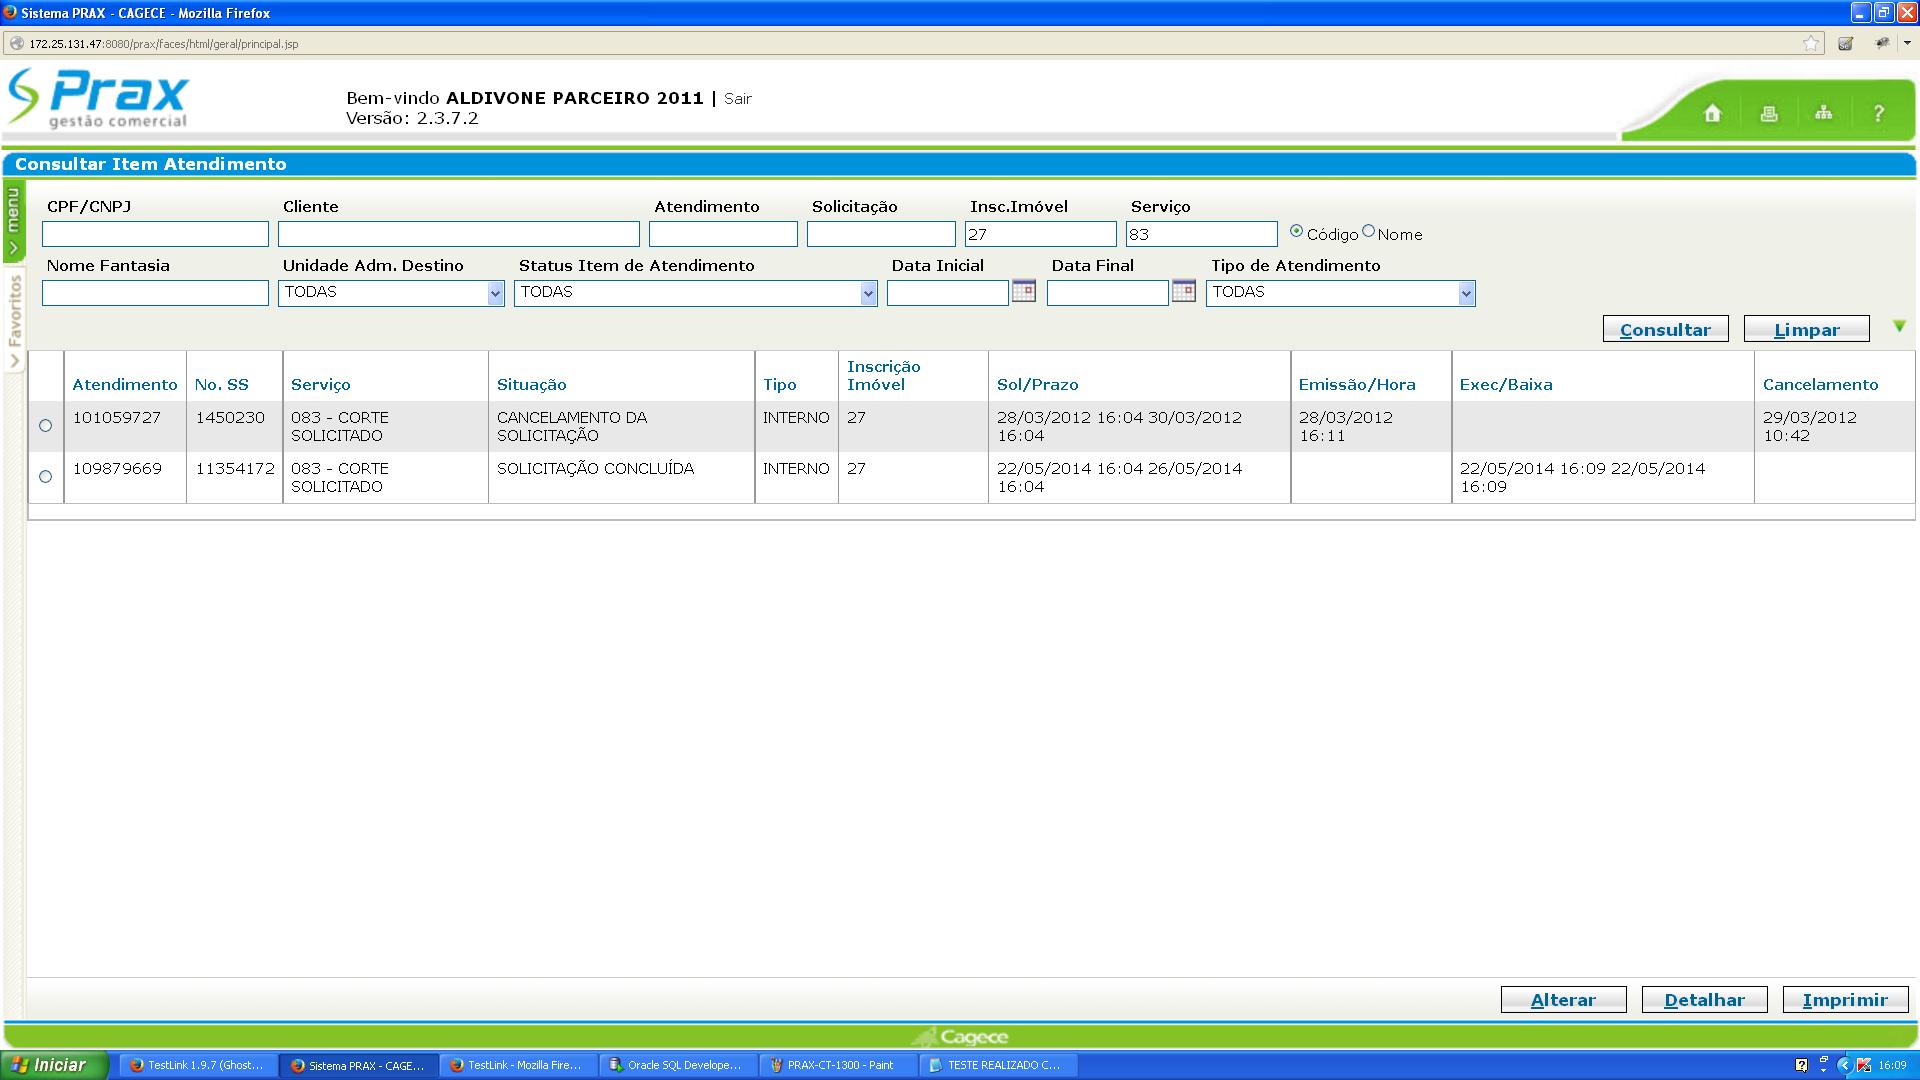 Sistema PRAX - CAGECE - Mozilla Firefox
172.25.131.47:8080/prax/faces/html/geral/principal.jsp
Prax
gestão comercial
Bem-vindo ALDIVONE PARCEIRO 2011 | Sair
Versão: 2.3.7.2
?
Consultar Item Atendimento
menu
Favoritos
CPF/CNPJ Cliente Atendimento Solicitação Insc.Imóvel Serviço
27 83 Código Nome
Nome Fantasia Unidade Adm. Destino Status Item de Atendimento Data Inicial Data Final Tipo de Atendimento
TODAS TODAS TODAS
Consultar Limpar
Atendimento No. SS Serviço Situação Tipo Inscrição Imóvel Sol/Prazo Emissão/Hora Exec/Baixa Cancelamento
101059727 1450230 083 - CORTE CANCELAMENTO DA INTERNO 27 28/03/2012 16:04 30/03/2012 28/03/2012 29/03/2012
SOLICITADO SOLICITAÇÃO 16:04 16:11 10:42
109879669 11354172 083 - CORTE SOLICITAÇÃO CONCLUÍDA INTERNO 27 22/05/2014 16:04 26/05/2014 22/05/2014 16:09 22/05/2014
SOLICITADO 16:04 16:09
Alterar Detalhar Imprimir
Cagece
Iniciar TestLink 1.9.7 (Ghost... Sistema PRAX - CAGE... TestLink - Mozilla Fire... Oracle SQL Develope... PRAX-CT-1300 - Paint TESTE REALIZADO C... 16:09